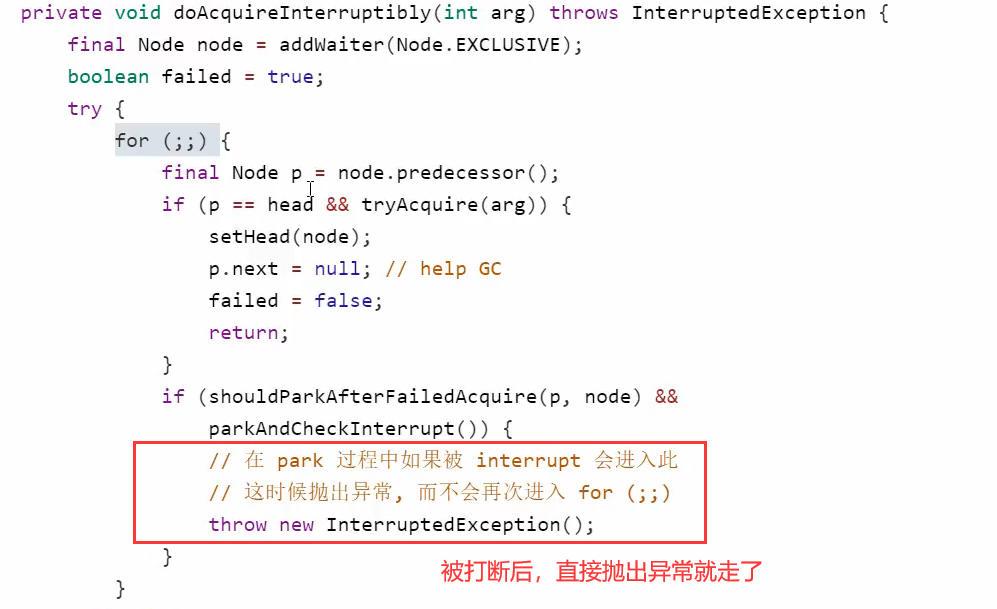 private void doAcquireInterruptibly(int arg) throws InterruptedException {
    final Node node = addWaiter(Node.EXCLUSIVE);
    boolean failed = true;
    try {
        for (;;) {
            final Node p = node.predecessor();
            if (p == head && tryAcquire(arg)) {
                setHead(node);
                p.next = null; // help GC
                failed = false;
                return;
            }
            if (shouldParkAfterFailedAcquire(p, node) &&
                parkAndCheckInterrupt()) {
                // 在 park 过程中如果被 interrupt 会进入此
                // 这时候抛出异常, 而不会再次进入 for (;;)
                throw new InterruptedException();
            }
被打断后，直接抛出异常就走了
        }